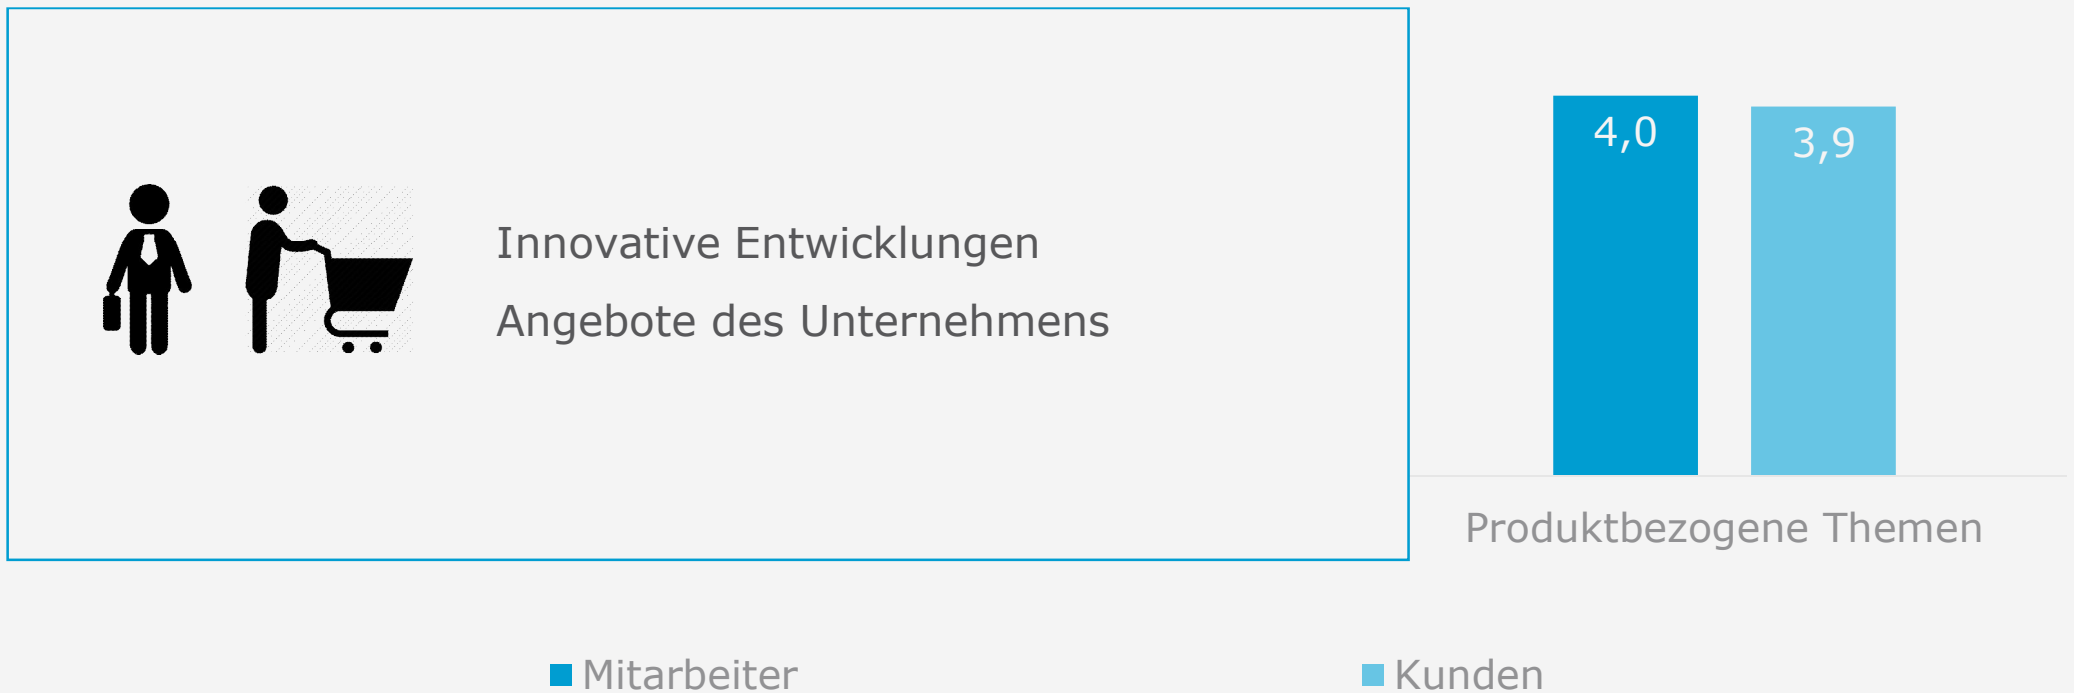 4,0
3,9
Innovative Entwicklungen
Angebote des Unternehmens
Produktbezogene Themen
Mitarbeiter
Kunden